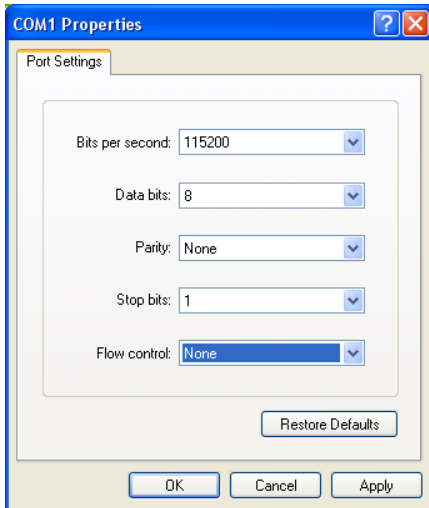 COM1 Properties
Port Settings
Bits per second: 115200
Data bits: 8
Parity: None
Stop bits: 1
Flow control: None
Restore Defaults
OK Cancel Apply